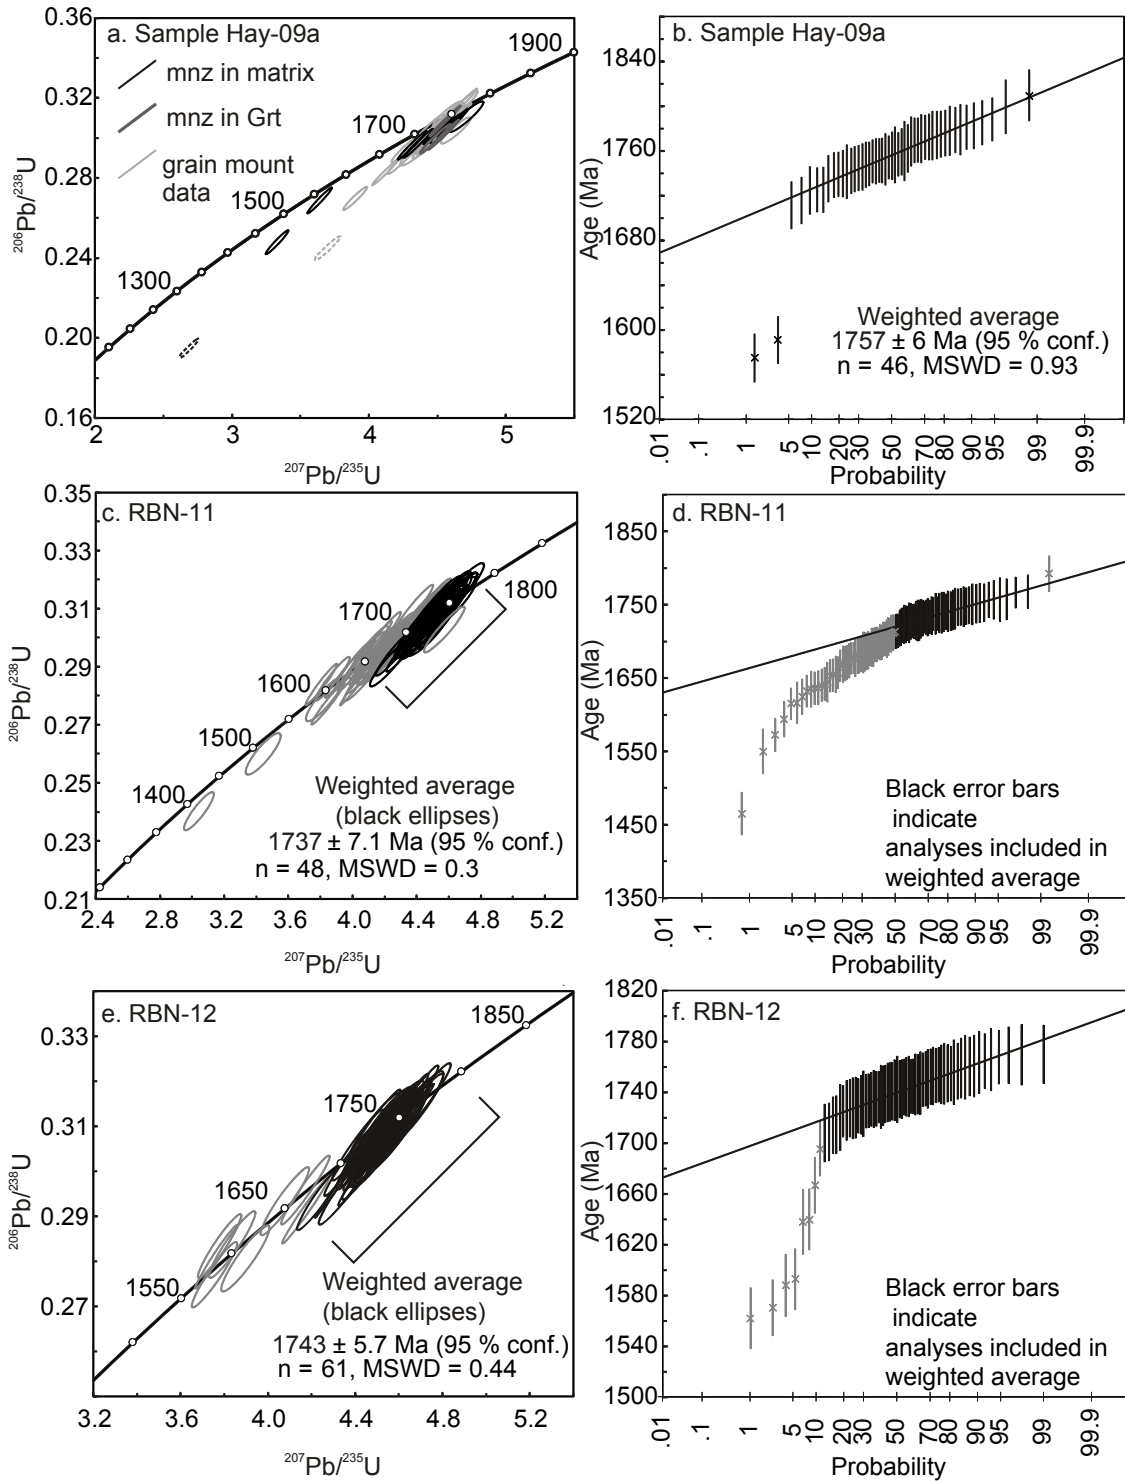 a. Sample Hay-09a
mnz in matrix
mnz in Grt
grain mount
data
1300
1500
1700
1900
0.36
0.32
0.28
0.24
0.20
0.16
2
3
4
5
206Pb/238U
207Pb/235U
b. Sample Hay-09a
1840
1760
1680
1600
1520
Age (Ma)
Weighted average
1757 ± 6 Ma (95 % conf.)
n = 46, MSWD = 0.93
.01
.1
1
5
10
20
30
50
70
80
90
95
99
99.9
Probability
c. RBN-11
0.35
0.33
0.31
0.29
0.27
0.25
0.23
0.21
206Pb/238U
1400
1500
1600
1700
1800
Weighted average
(black ellipses)
1737 ± 7.1 Ma (95 % conf.)
n = 48, MSWD = 0.3
2.4
2.8
3.2
3.6
4.0
4.4
4.8
5.2
207Pb/235U
d. RBN-11
1850
1750
1650
1550
1450
1350
Age (Ma)
Black error bars
indicate
analyses included in
weighted average
.01
.1
1
5
10
20
30
50
70
80
90
95
99
99.9
Probability
e. RBN-12
0.33
0.31
0.29
0.27
206Pb/238U
1550
1650
1750
1850
Weighted average
(black ellipses)
1743 ± 5.7 Ma (95 % conf.)
n = 61, MSWD = 0.44
3.2
3.6
4.0
4.4
4.8
5.2
207Pb/235U
f. RBN-12
1820
1780
1740
1700
1660
1620
1580
1540
1500
Age (Ma)
Black error bars
indicate
analyses included in
weighted average
.01
.1
1
5
10
20
30
50
70
80
90
95
99
99.9
Probability